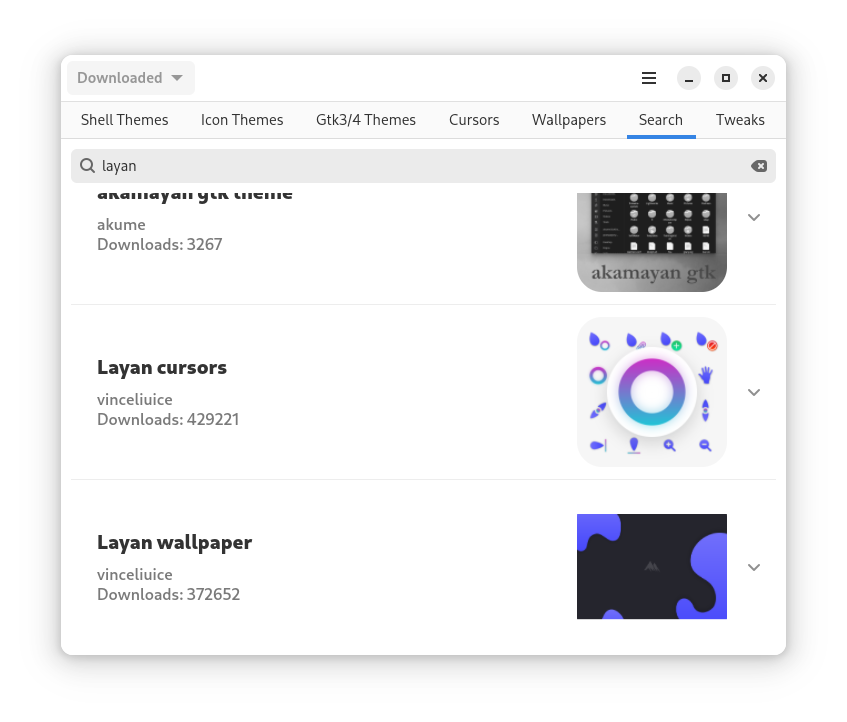 Downloaded
Shell Themes
Icon Themes
Gtk3/4 Themes
Cursors
Wallpapers
Search
Tweaks
layan
akamayan gtk theme
akume
Downloads: 3267
akamayan gtk
Layan cursors
vinceliuice
Downloads: 429221
Layan wallpaper
vinceliuice
Downloads: 372652